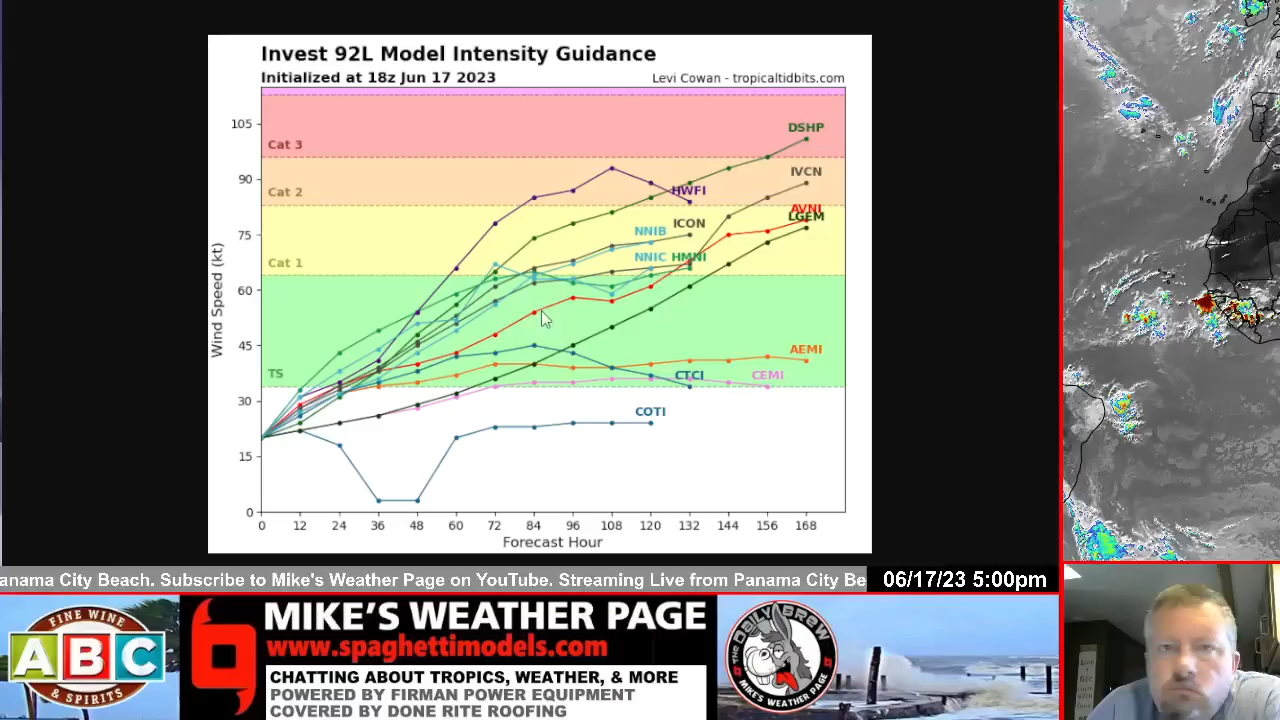 Invest 92L Model Intensity Guidance
Initialized at 18z Jun 17 2023
Levi Cowan - tropicaltidbits.com
Wind Speed (kt)
105
90
75
60
45
30
15
0
Cat 3
Cat 2
Cat 1
TS
DSHP
IVCN
HWFI
AVNI
LGEM
ICON
NNIB
NNIC
HMNI
AEMI
CTCI
CEMI
COTI
0 12 24 36 48 60 72 84 96 108 120 132 144 156 168
Forecast Hour
anama City Beach. Subscribe to Mike's Weather Page on YouTube. Streaming Live from Panama City Be
06/17/23 5:00pm
FINE WINE
ABC
& SPIRITS
MIKE'S WEATHER PAGE
www.spaghettimodels.com
CHATTING ABOUT TROPICS, WEATHER, & MORE
POWERED BY FIRMAN POWER EQUIPMENT
COVERED BY DONE RITE ROOFING
THE DAILY BREW
MIKE'S WEATHER PAGE